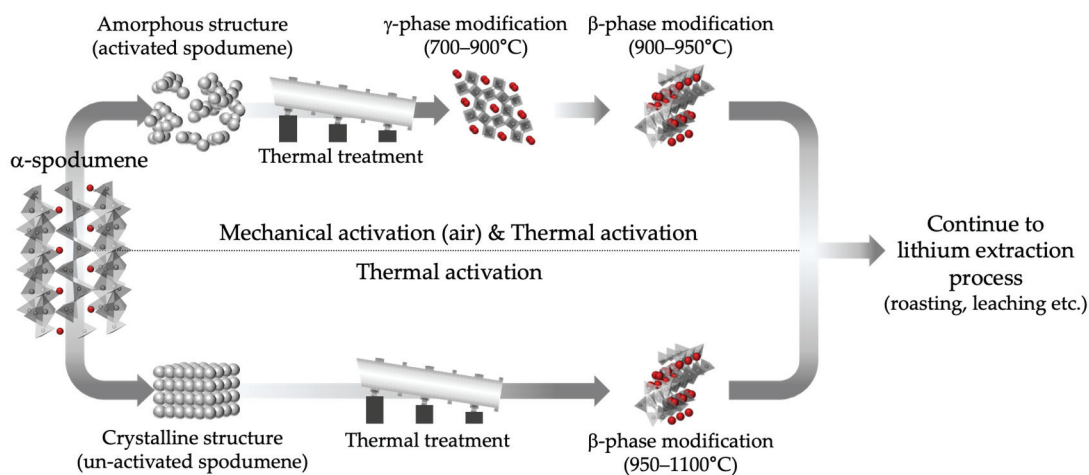 Amorphous structure
(activated spodumene)
γ-phase modification
(700–900°C)
β-phase modification
(900–950°C)
Thermal treatment
α-spodumene
Mechanical activation (air) & Thermal activation
Thermal activation
Continue to
lithium extraction
process
(roasting, leaching etc.)
Crystalline structure
(un-activated spodumene)
Thermal treatment
β-phase modification
(950–1100°C)